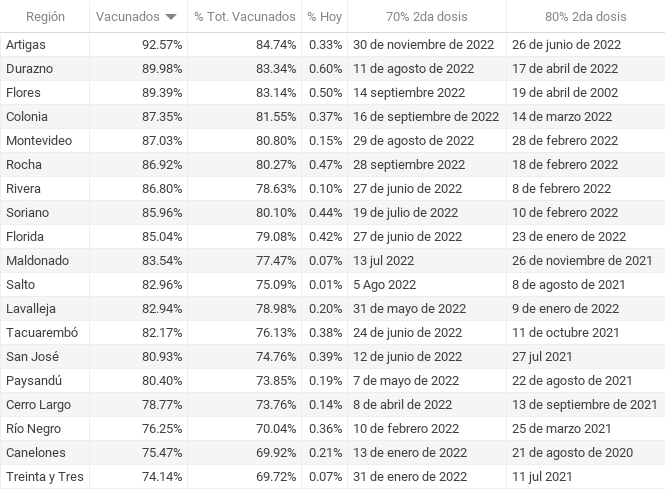 Región Vacunados % Tot. Vacunados % Hoy 70% 2da dosis 80% 2da dosis
Artigas 92.57% 84.74% 0.33% 30 de noviembre de 2022 26 de junio de 2022
Durazno 89.98% 83.34% 0.60% 11 de agosto de 2022 17 de abril de 2022
Flores 89.39% 83.14% 0.50% 14 septiembre 2022 19 de abril de 2002
Colonia 87.35% 81.55% 0.37% 16 de septiembre de 2022 14 de marzo 2022
Montevideo 87.03% 80.80% 0.15% 29 de agosto de 2022 28 de febrero 2022
Rocha 86.92% 80.27% 0.47% 28 septiembre 2022 18 de febrero 2022
Rivera 86.80% 78.63% 0.10% 27 de junio de 2022 8 de febrero 2022
Soriano 85.96% 80.10% 0.44% 19 de julio de 2022 10 de febrero 2022
Florida 85.04% 79.08% 0.42% 27 de junio de 2022 23 de enero de 2022
Maldonado 83.54% 77.47% 0.07% 13 jul 2022 26 de noviembre de 2021
Salto 82.96% 75.09% 0.01% 5 Ago 2022 8 de agosto de 2021
Lavalleja 82.94% 78.98% 0.20% 31 de mayo de 2022 9 de enero de 2022
Tacuarembó 82.17% 76.13% 0.38% 24 de junio de 2022 11 de octubre 2021
San José 80.93% 74.76% 0.39% 12 de junio de 2022 27 jul 2021
Paysandú 80.40% 73.85% 0.19% 7 de mayo de 2022 22 de agosto de 2021
Cerro Largo 78.77% 73.76% 0.14% 8 de abril de 2022 13 de septiembre de 2021
Río Negro 76.25% 70.04% 0.36% 10 de febrero de 2022 25 de marzo 2021
Canelones 75.47% 69.92% 0.21% 13 de enero de 2022 21 de agosto de 2020
Treinta y Tres 74.14% 69.72% 0.07% 31 de enero de 2022 11 jul 2021